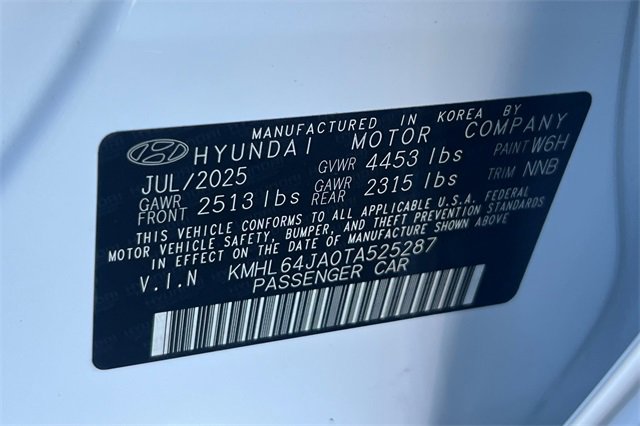 MANUFACTURED IN KOREA BY
HYUNDAI MOTOR COMPANY
JUL/2025 GVWR 4453 lbs PAINT W6H
GAWR FRONT 2513 lbs GAWR REAR 2315 lbs TRIM NNB
THIS VEHICLE CONFORMS TO ALL APPLICABLE U.S.A. FEDERAL
MOTOR VEHICLE SAFETY, BUMPER, AND THEFT PREVENTION STANDARDS
IN EFFECT ON THE DATE OF MANUFACTURE SHOWN ABOVE
V.I.N KMHL64JA0TA525287
PASSENGER CAR